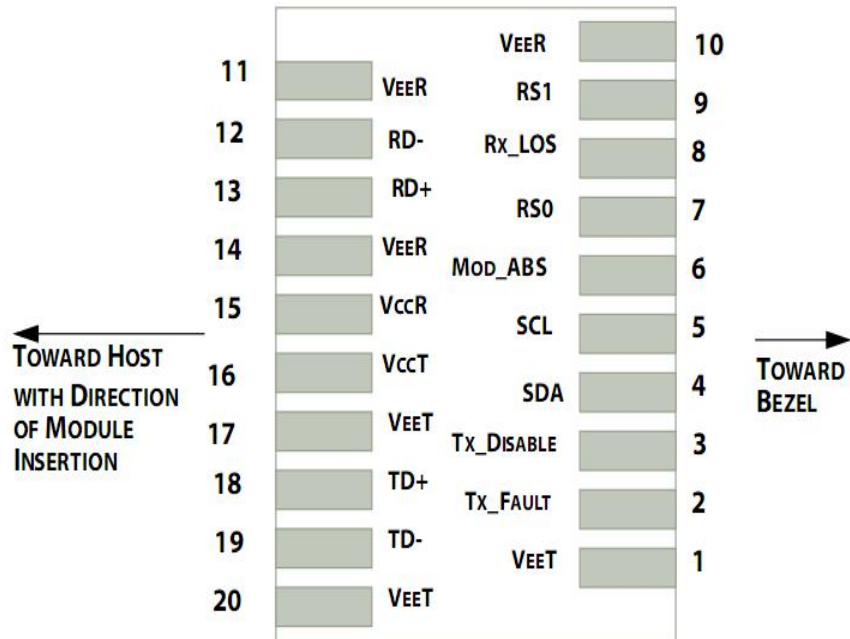 11 VEER
12 RD-
13 RD+
14 VEER
15 VCCR
16 VCCT
17 VEET
18 TD+
19 TD-
20 VEET
TOWARD HOST
WITH DIRECTION
OF MODULE
INSERTION
VEER 10
RS1 9
RX_LOS 8
RS0 7
MOD_ABS 6
SCL 5
SDA 4
TX_DISABLE 3
TX_FAULT 2
VEET 1
TOWARD
BEZEL